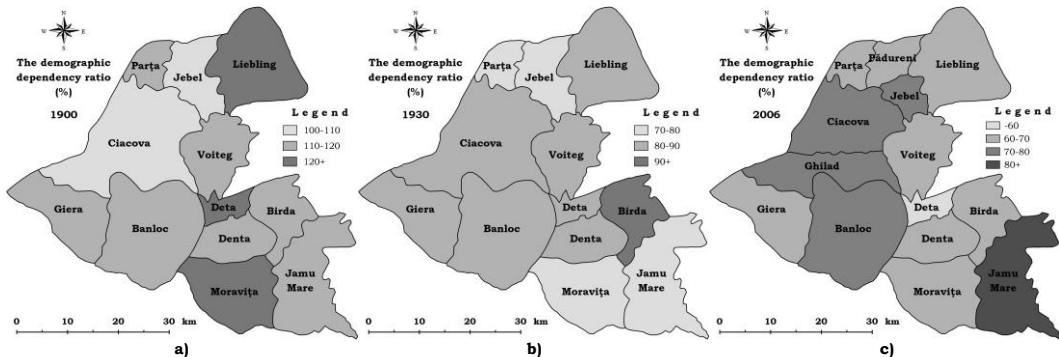 N
W E
S
The demographic
dependency ratio
(%)
1900
Parța
Jebel
Liebling
Legend
100-110
110-120
120+
Ciacova
Voiteg
Giera
Banloc
Deta
Birda
Denta
Moravița
Jamu
Mare
0 10 20 30 km
a)
N
W E
S
The demographic
dependency ratio
(%)
1930
Parța
Jebel
Liebling
Legend
70-80
80-90
90+
Ciacova
Voiteg
Giera
Banloc
Deta
Birda
Denta
Moravița
Jamu
Mare
0 10 20 30 km
b)
N
W E
S
The demographic
dependency ratio
(%)
2006
Parța
Pădureni
Liebling
Jebel
Legend
-60
60-70
70-80
80+
Ciacova
Voiteg
Ghilad
Giera
Banloc
Deta
Birda
Denta
Moravița
Jamu
Mare
0 10 20 30 km
c)